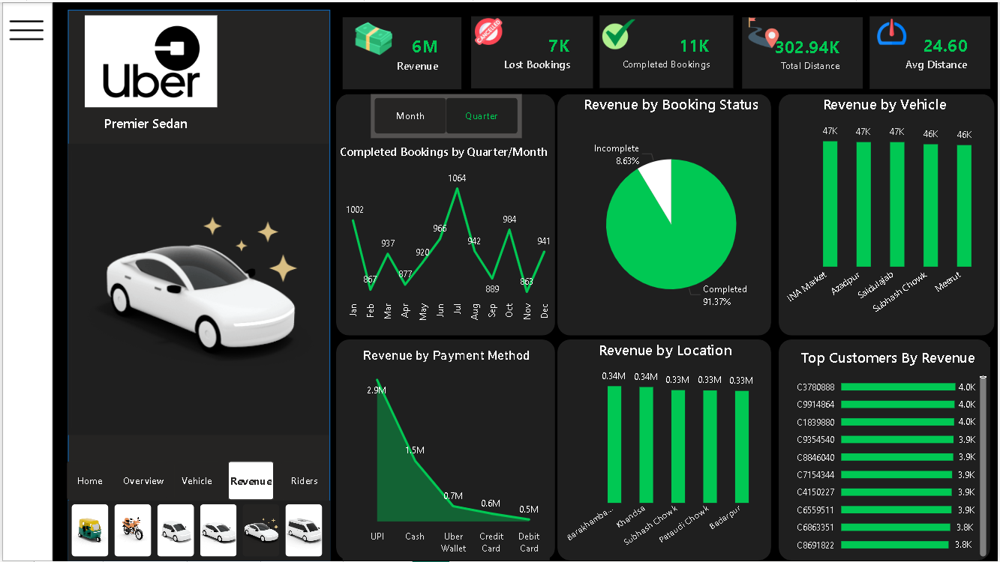 Uber
Premier Sedan
Home
Overview
Vehicle
Revenue
Riders
6M
Revenue
CANCELLED
7K
Lost Bookings
11K
Completed Bookings
302.94K
Total Distance
24.60
Avg Distance
Month
Quarter
Completed Bookings by Quarter/Month
1002
867
937
877
920
966
1064
942
889
984
863
941
Jan
Feb
Mar
Apr
May
Jun
Jul
Aug
Sep
Oct
Nov
Dec
Revenue by Booking Status
Incomplete
8.63%
Completed
91.37%
Revenue by Vehicle
47K
47K
47K
46K
46K
INA Market
Azadpur
Saidulajab
Subhash Chowk
Meerut
Revenue by Payment Method
2.9M
1.5M
0.7M
0.6M
0.5M
UPI
Cash
Uber
Wallet
Credit
Card
Debit
Card
Revenue by Location
0.34M
0.34M
0.33M
0.33M
0.33M
Barakhamba...
Khandsa
Subhash Chowk
Pataudi Chowk
Badarpur
Top Customers By Revenue
C3780888 4.0K
C9914864 4.0K
C1839880 4.0K
C9354540 3.9K
C8846040 3.9K
C7154344 3.9K
C4150227 3.9K
C6559511 3.9K
C6863351 3.8K
C8691822 3.8K